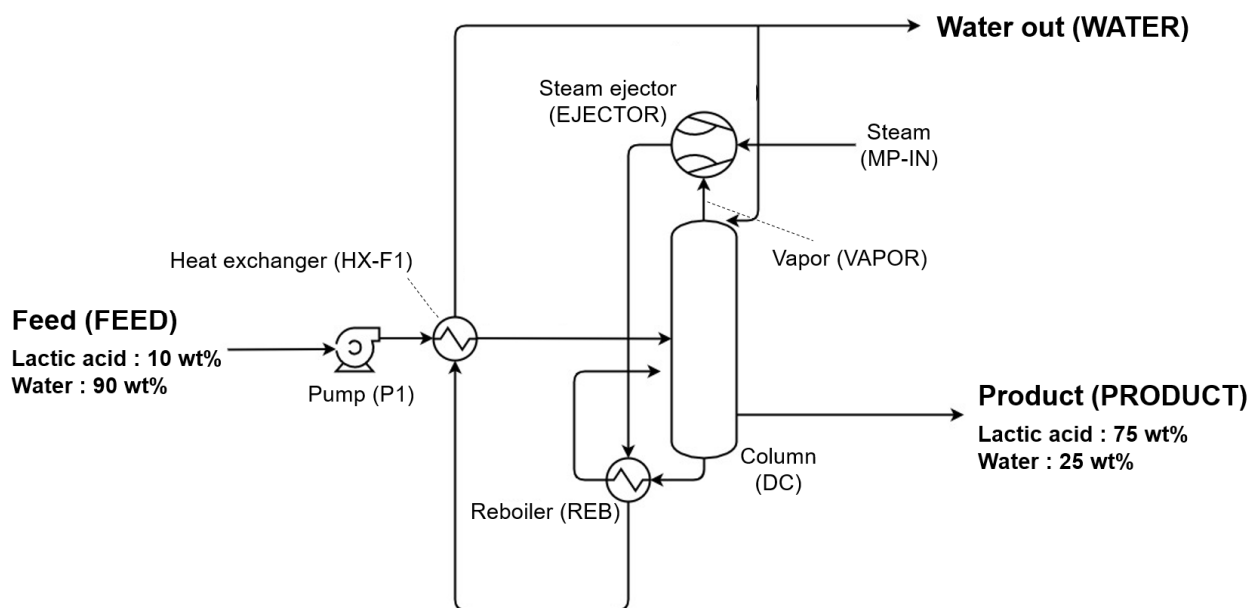 Water out (WATER)
Steam ejector
(EJECTOR)
Steam
(MP-IN)
Vapor (VAPOR)
Heat exchanger (HX-F1)
Feed (FEED)
Lactic acid : 10 wt%
Water : 90 wt%
Pump (P1)
Product (PRODUCT)
Lactic acid : 75 wt%
Water : 25 wt%
Column
(DC)
Reboiler (REB)